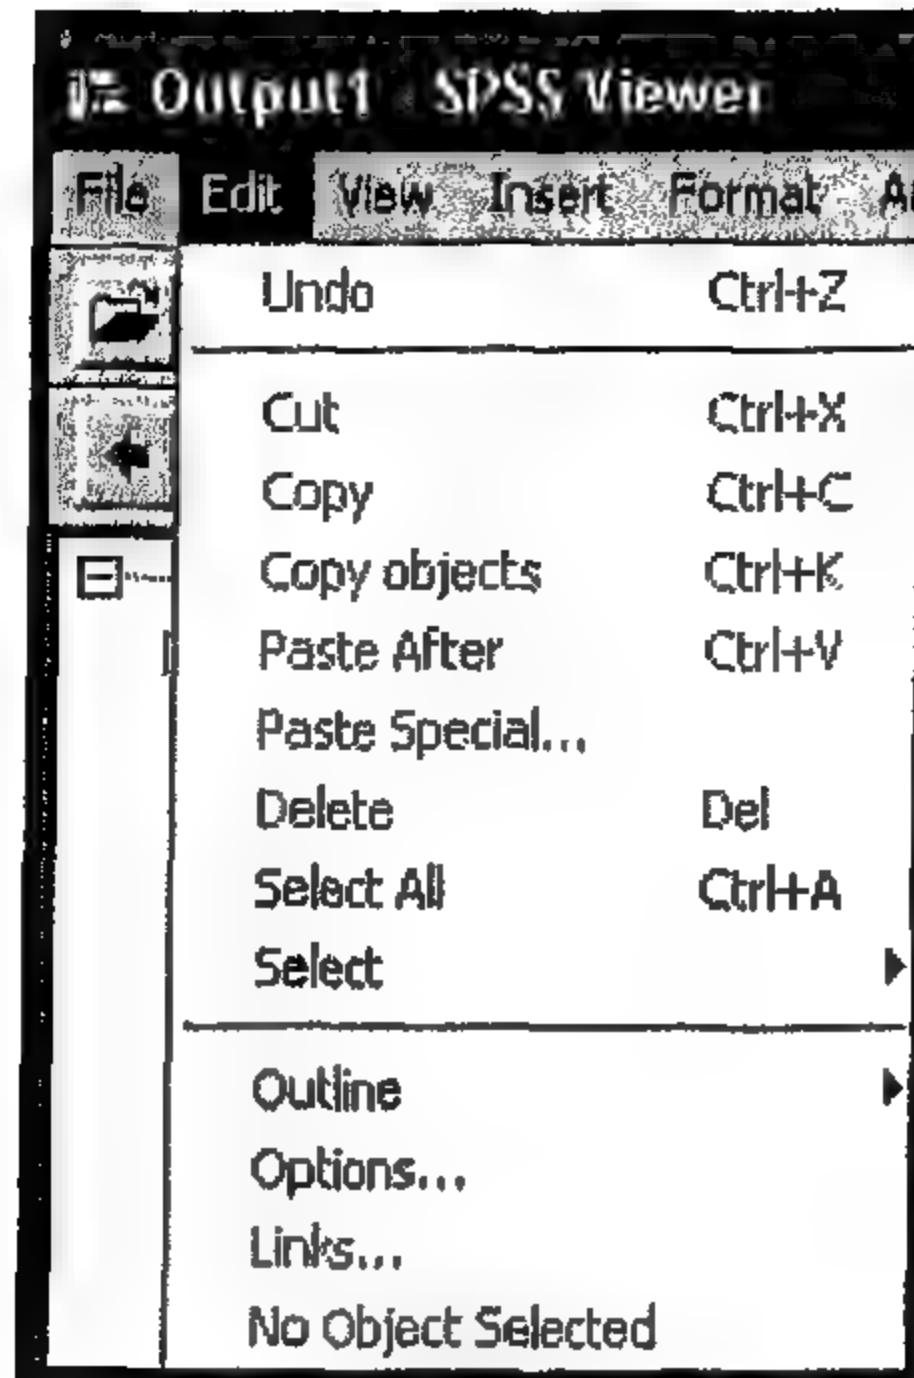 Output1 - SPSS Viewer
File Edit View Insert Format
Undo Ctrl+Z
Cut Ctrl+X
Copy Ctrl+C
Copy objects Ctrl+K
Paste After Ctrl+V
Paste Special...
Delete Del
Select All Ctrl+A
Select
Outline
Options...
Links...
No Object Selected